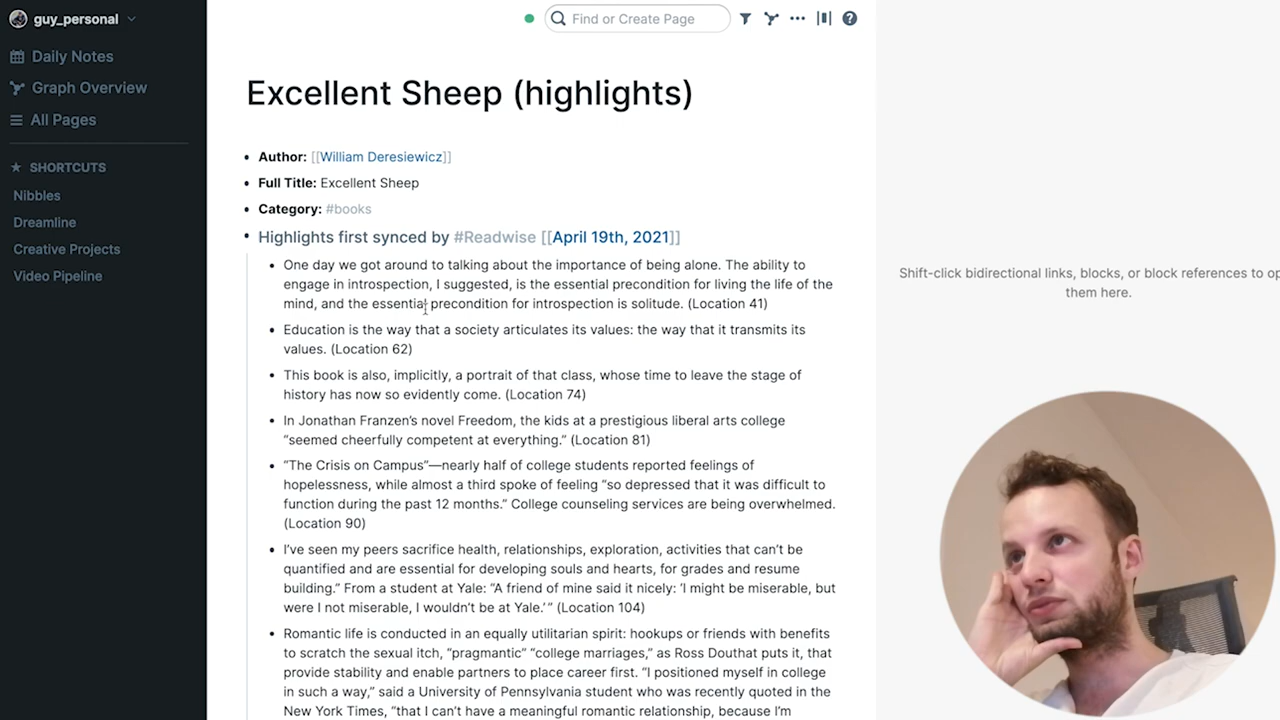 guy_personal
Find or Create Page
Daily Notes
Graph Overview
All Pages
SHORTCUTS
Nibbles
Dreamline
Creative Projects
Video Pipeline
Excellent Sheep (highlights)
Author: [[William Deresiewicz]]
Full Title: Excellent Sheep
Category: #books
Highlights first synced by #Readwise [[April 19th, 2021]]
One day we got around to talking about the importance of being alone. The ability to
engage in introspection, I suggested, is the essential precondition for living the life of the
mind, and the essential precondition for introspection is solitude. (Location 41)
Education is the way that a society articulates its values: the way that it transmits its
values. (Location 62)
This book is also, implicitly, a portrait of that class, whose time to leave the stage of
history has now so evidently come. (Location 74)
In Jonathan Franzen’s novel Freedom, the kids at a prestigious liberal arts college
“seemed cheerfully competent at everything.” (Location 81)
“The Crisis on Campus”—nearly half of college students reported feelings of
hopelessness, while almost a third spoke of feeling “so depressed that it was difficult to
function during the past 12 months.” College counseling services are being overwhelmed.
(Location 90)
I’ve seen my peers sacrifice health, relationships, exploration, activities that can’t be
quantified and are essential for developing souls and hearts, for grades and resume
building.” From a student at Yale: “A friend of mine said it nicely: ‘I might be miserable, but
were I not miserable, I wouldn’t be at Yale.’ ” (Location 104)
Romantic life is conducted in an equally utilitarian spirit: hookups or friends with benefits
to scratch the sexual itch, “pragmatic” “college marriages,” as Ross Douthat puts it, that
provide stability and enable partners to place career first. “I positioned myself in college
in such a way,” said a University of Pennsylvania student who was recently quoted in the
New York Times, “that I can’t have a meaningful romantic relationship, because I’m
Shift-click bidirectional links, blocks, or block references to op
them here.